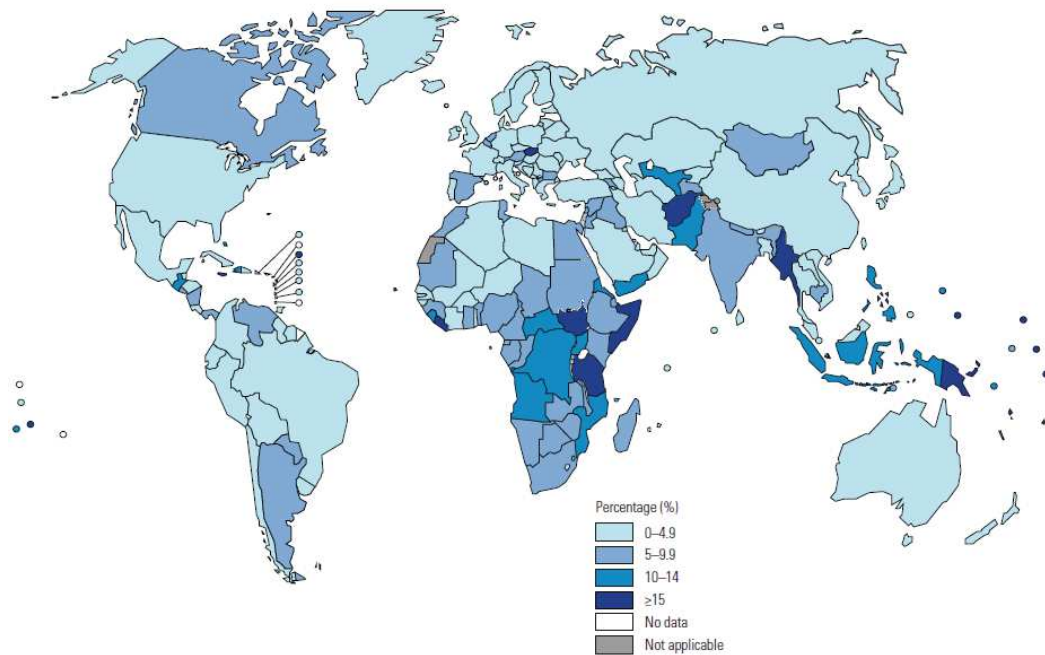 Percentage (%)
0–4.9
5–9.9
10–14
≥15
No data
Not applicable